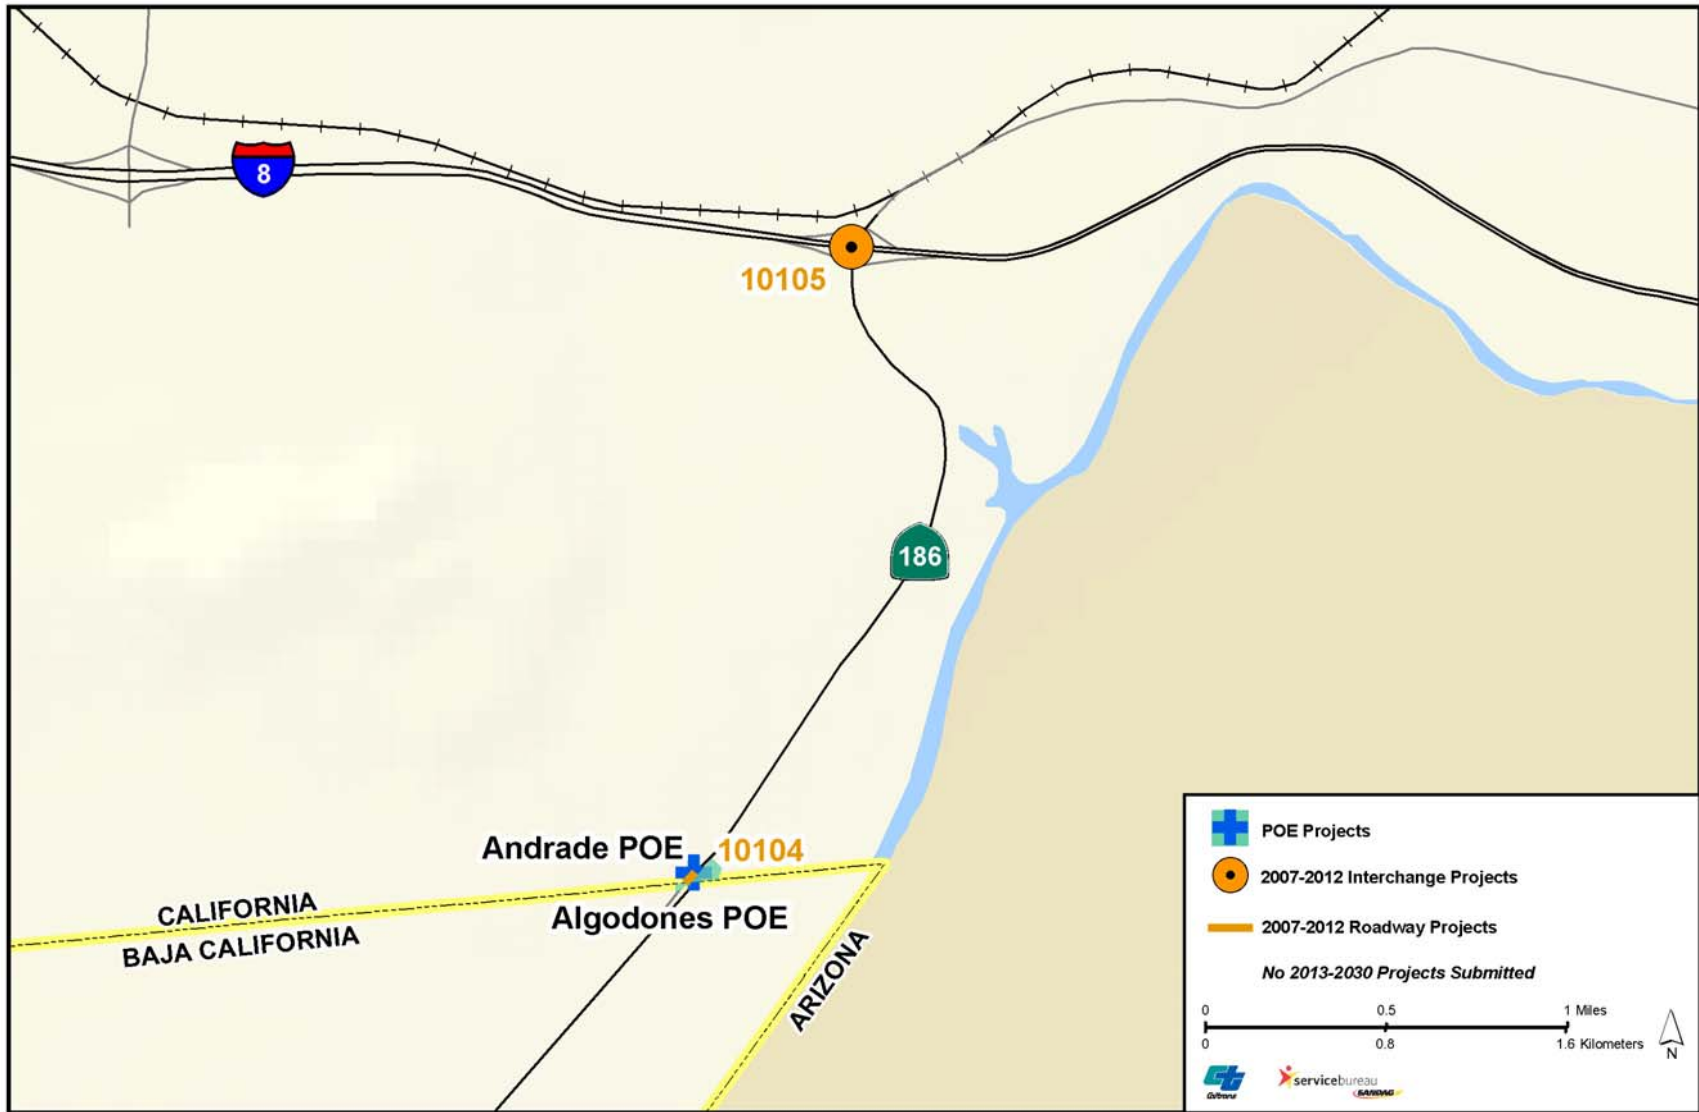 8
10105
186
Andrade POE
10104
Algodones POE
CALIFORNIA
BAJA CALIFORNIA
ARIZONA
POE Projects
2007-2012 Interchange Projects
2007-2012 Roadway Projects
No 2013-2030 Projects Submitted
0 0.5 1 Miles
0 0.8 1.6 Kilometers
N
Caltrans
servicebureau
SANDAG